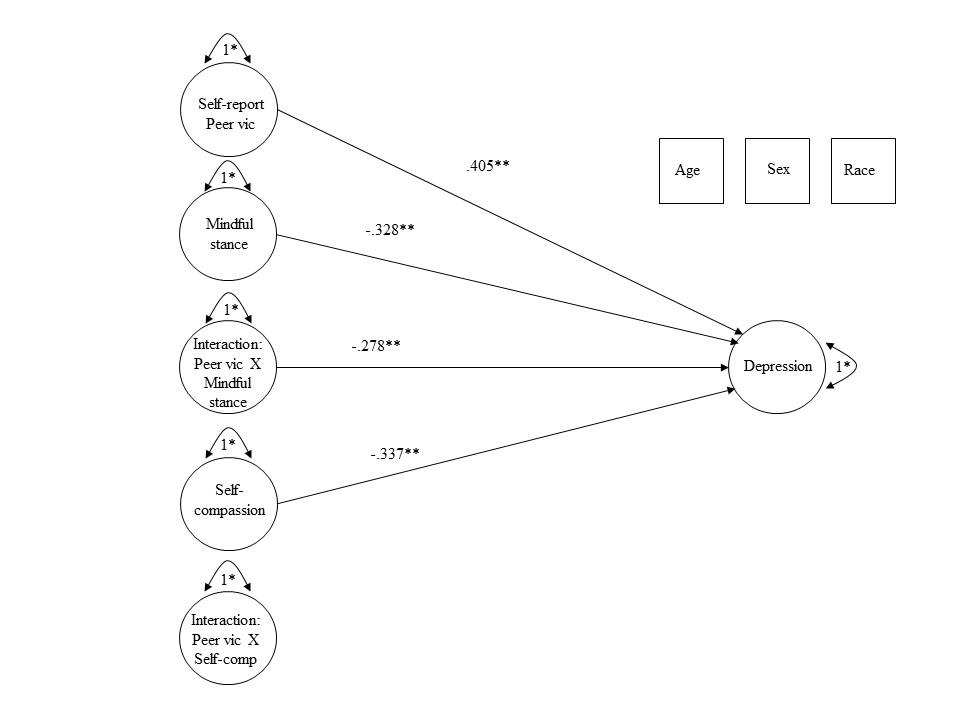 1*
Self-report
Peer vic
.405**
Age
Sex
Race
1*
Mindful
stance
-.328**
1*
Interaction:
Peer vic X
Mindful
stance
-.278**
Depression
1*
1*
Self-
compassion
-.337**
1*
Interaction:
Peer vic X
Self-comp